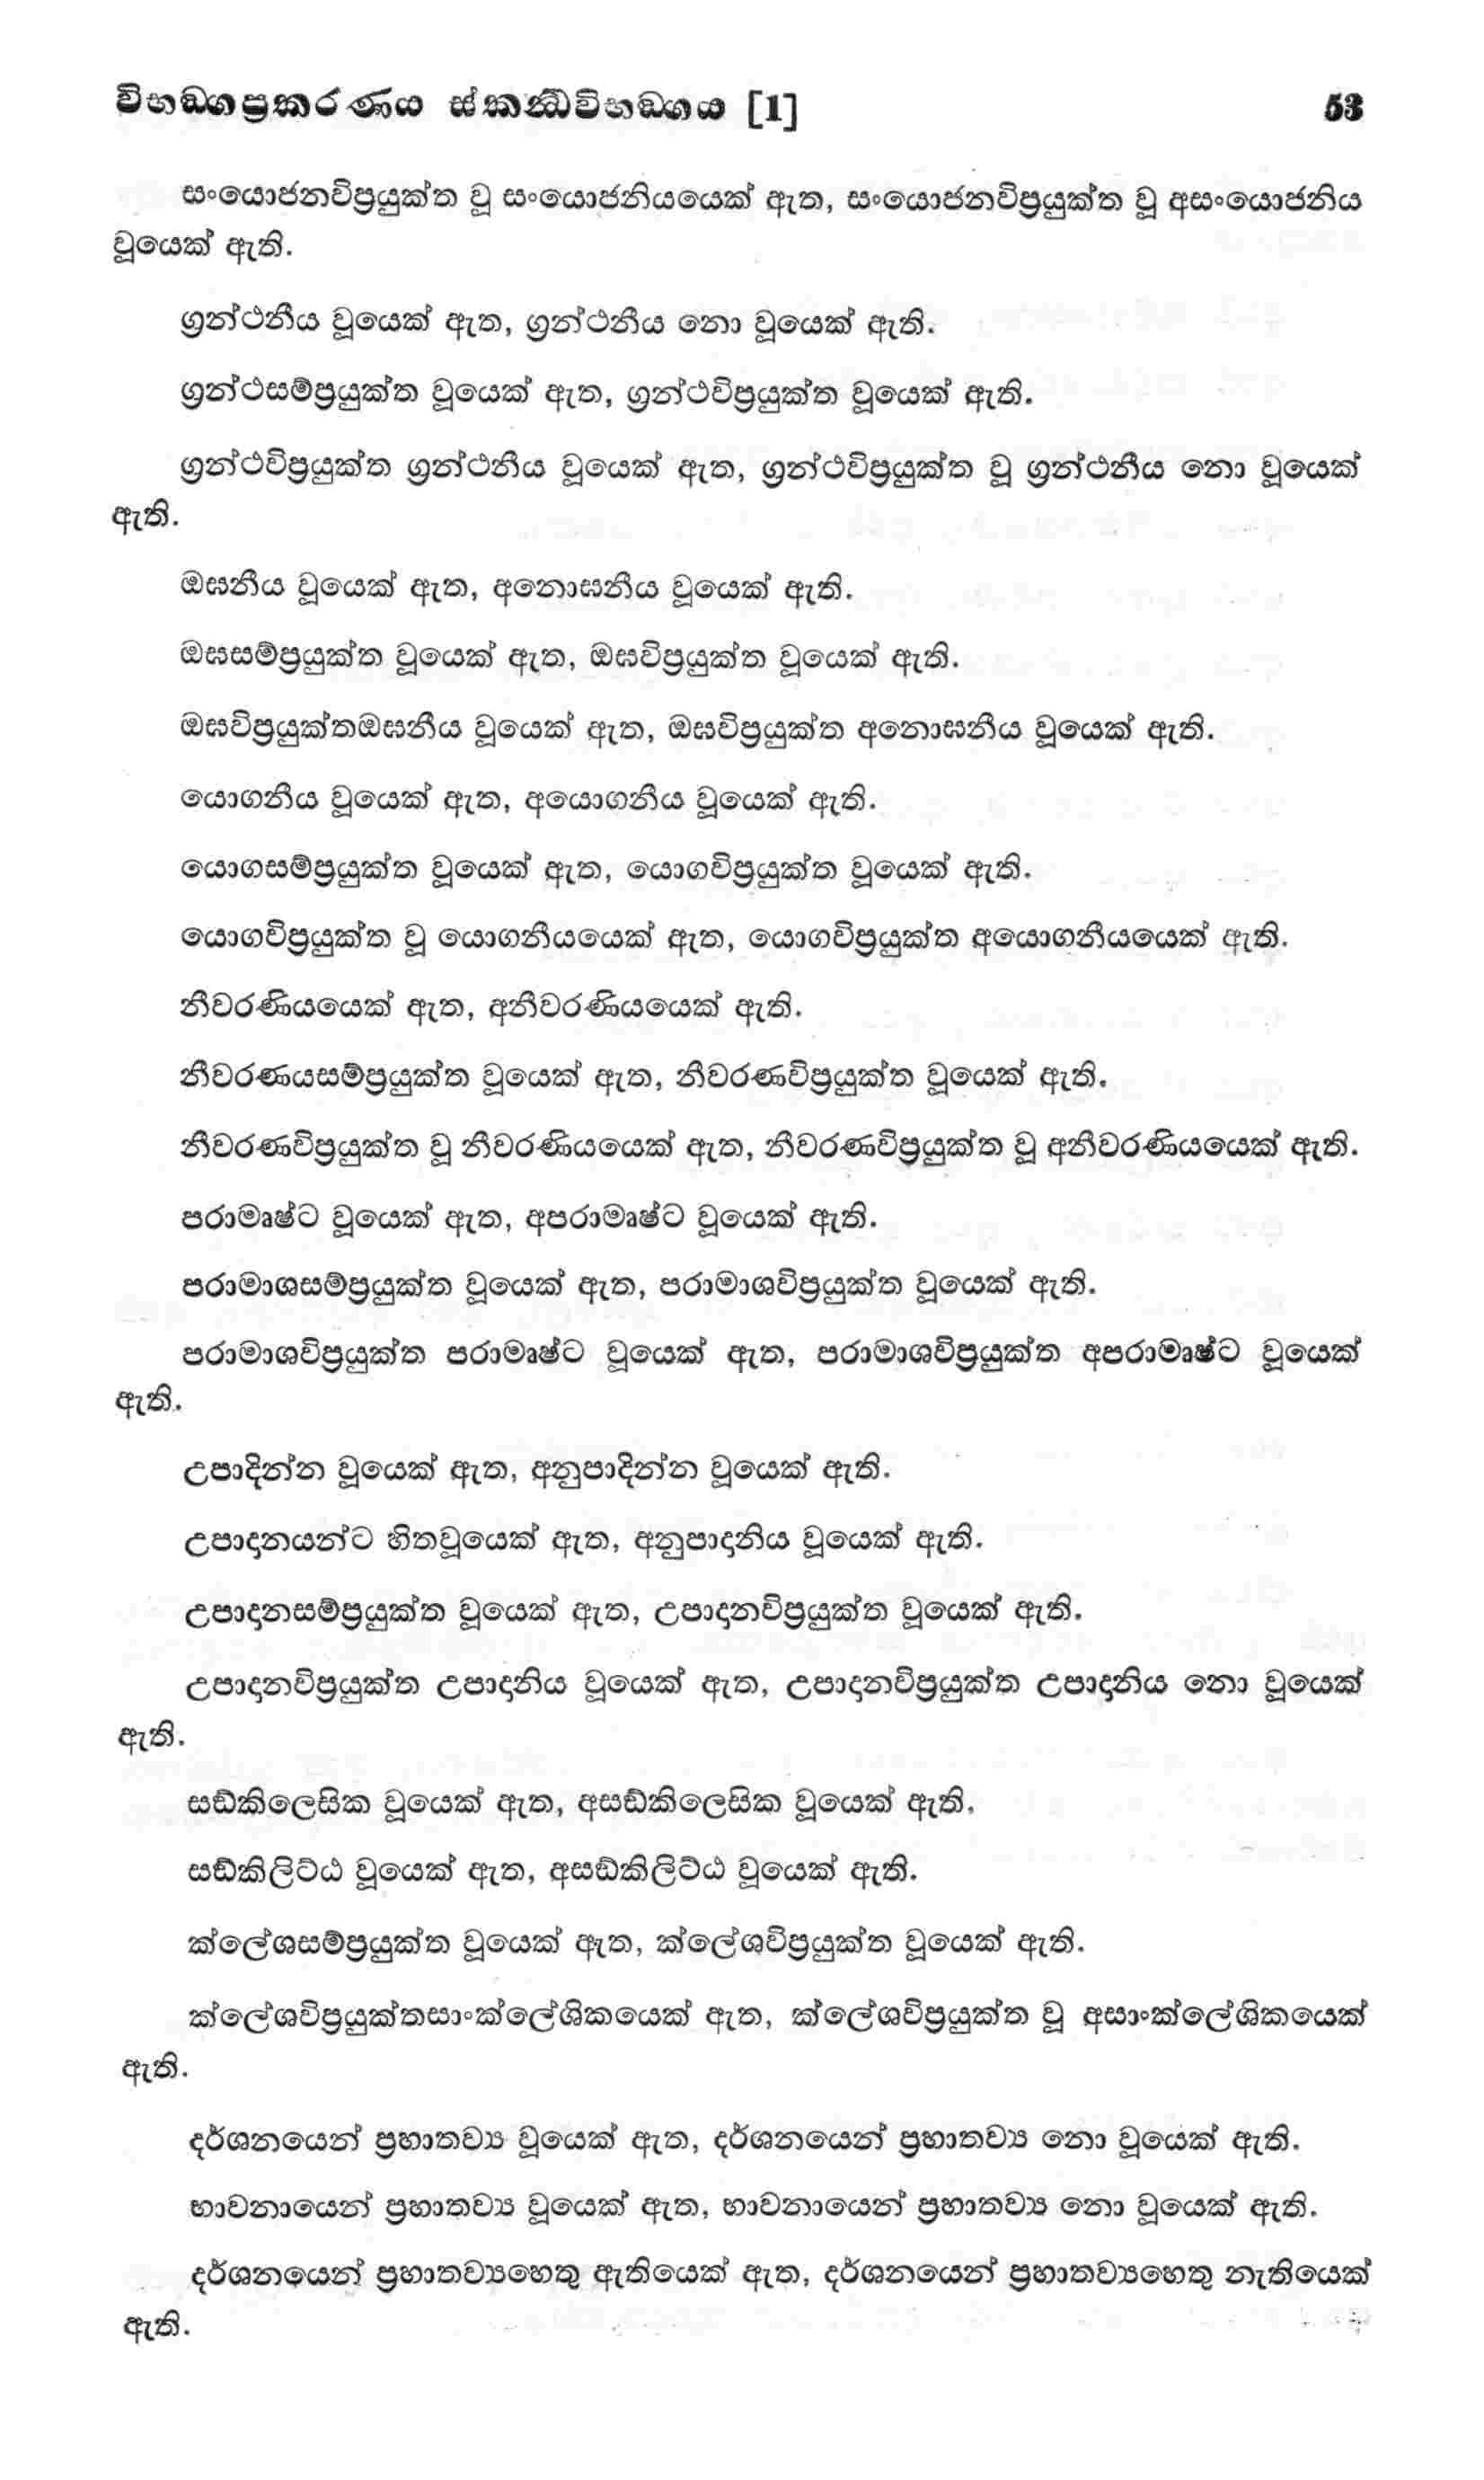 විභඞ්ගප්‍රකරණය ස්කන්ධවිභඞ්ගය [1] 53
සංයොජනවිප්‍රයුක්ත වූ සංයොජනියයෙක් ඇත, සංයොජනවිප්‍රයුක්ත වූ අසංයොජනිය
වූයෙක් ඇති.
ග්‍රන්ථනීය වූයෙක් ඇත, ග්‍රන්ථනීය නො වූයෙක් ඇති.
ග්‍රන්ථසම්ප්‍රයුක්ත වූයෙක් ඇත, ග්‍රන්ථවිප්‍රයුක්ත වූයෙක් ඇති.
ග්‍රන්ථවිප්‍රයුක්ත ග්‍රන්ථනීය වූයෙක් ඇත, ග්‍රන්ථවිප්‍රයුක්ත වූ ග්‍රන්ථනීය නො වූයෙක්
ඇති.
ඔඝනීය වූයෙක් ඇත, අනොඝනීය වූයෙක් ඇති.
ඔඝසම්ප්‍රයුක්ත වූයෙක් ඇත, ඔඝවිප්‍රයුක්ත වූයෙක් ඇති.
ඔඝවිප්‍රයුක්තඔඝනීය වූයෙක් ඇත, ඔඝවිප්‍රයුක්ත අනොඝනීය වූයෙක් ඇති.
යොගනීය වූයෙක් ඇත, අයොගනීය වූයෙක් ඇති.
යොගසම්ප්‍රයුක්ත වූයෙක් ඇත, යොගවිප්‍රයුක්ත වූයෙක් ඇති.
යොගවිප්‍රයුක්ත වූ යොගනීයයෙක් ඇත, යොගවිප්‍රයුක්ත අයොගනීයයෙක් ඇති.
නීවරණියයෙක් ඇත, අනීවරණියයෙක් ඇති.
නීවරණයසම්ප්‍රයුක්ත වූයෙක් ඇත, නීවරණවිප්‍රයුක්ත වූයෙක් ඇති.
නීවරණවිප්‍රයුක්ත වූ නීවරණියයෙක් ඇත, නීවරණවිප්‍රයුක්ත වූ අනීවරණියයෙක් ඇති.
පරාමෘෂ්ට වූයෙක් ඇත, අපරාමෘෂ්ට වූයෙක් ඇති.
පරාමාශසම්ප්‍රයුක්ත වූයෙක් ඇත, පරාමාශවිප්‍රයුක්ත වූයෙක් ඇති.
පරාමාශවිප්‍රයුක්ත පරාමෘෂ්ට වූයෙක් ඇත, පරාමාශවිප්‍රයුක්ත අපරාමෘෂ්ට වූයෙක්
ඇති.
උපාදින්න වූයෙක් ඇත, අනුපාදින්න වූයෙක් ඇති.
උපාදානයන්ට හිතවූයෙක් ඇත, අනුපාදානිය වූයෙක් ඇති.
උපාදානසම්ප්‍රයුක්ත වූයෙක් ඇත, උපාදානවිප්‍රයුක්ත වූයෙක් ඇති.
උපාදානවිප්‍රයුක්ත උපාදානිය වූයෙක් ඇත, උපාදානවිප්‍රයුක්ත උපාදානිය නො වූයෙක්
ඇති.
සඞ්කිලෙසික වූයෙක් ඇත, අසඞ්කිලෙසික වූයෙක් ඇති.
සඞ්කිලිට්ඨ වූයෙක් ඇත, අසඞ්කිලිට්ඨ වූයෙක් ඇති.
ක්ලේශසම්ප්‍රයුක්ත වූයෙක් ඇත, ක්ලේශවිප්‍රයුක්ත වූයෙක් ඇති.
ක්ලේශවිප්‍රයුක්තසාංක්ලේශිකයෙක් ඇත, ක්ලේශවිප්‍රයුක්ත වූ අසාංක්ලේශිකයෙක්
ඇති.
දර්ශනයෙන් ප්‍රහාතව්‍ය වූයෙක් ඇත, දර්ශනයෙන් ප්‍රහාතව්‍ය නො වූයෙක් ඇති.
භාවනායෙන් ප්‍රහාතව්‍ය වූයෙක් ඇත, භාවනායෙන් ප්‍රහාතව්‍ය නො වූයෙක් ඇති.
දර්ශනයෙන් ප්‍රහාතව්‍යහෙතු ඇතියෙක් ඇත, දර්ශනයෙන් ප්‍රහාතව්‍යහෙතු නැතියෙක්
ඇති.